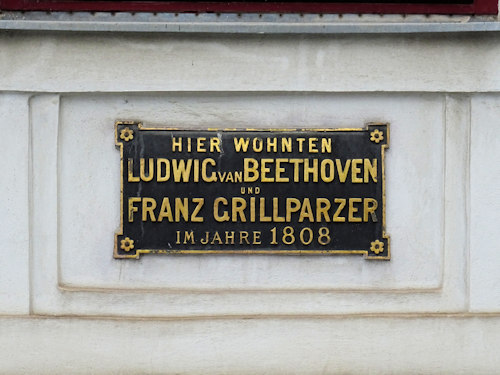 HIER WOHNTEN
LUDWIG VAN BEETHOVEN
UND
FRANZ GRILLPARZER
IM JAHRE 1808